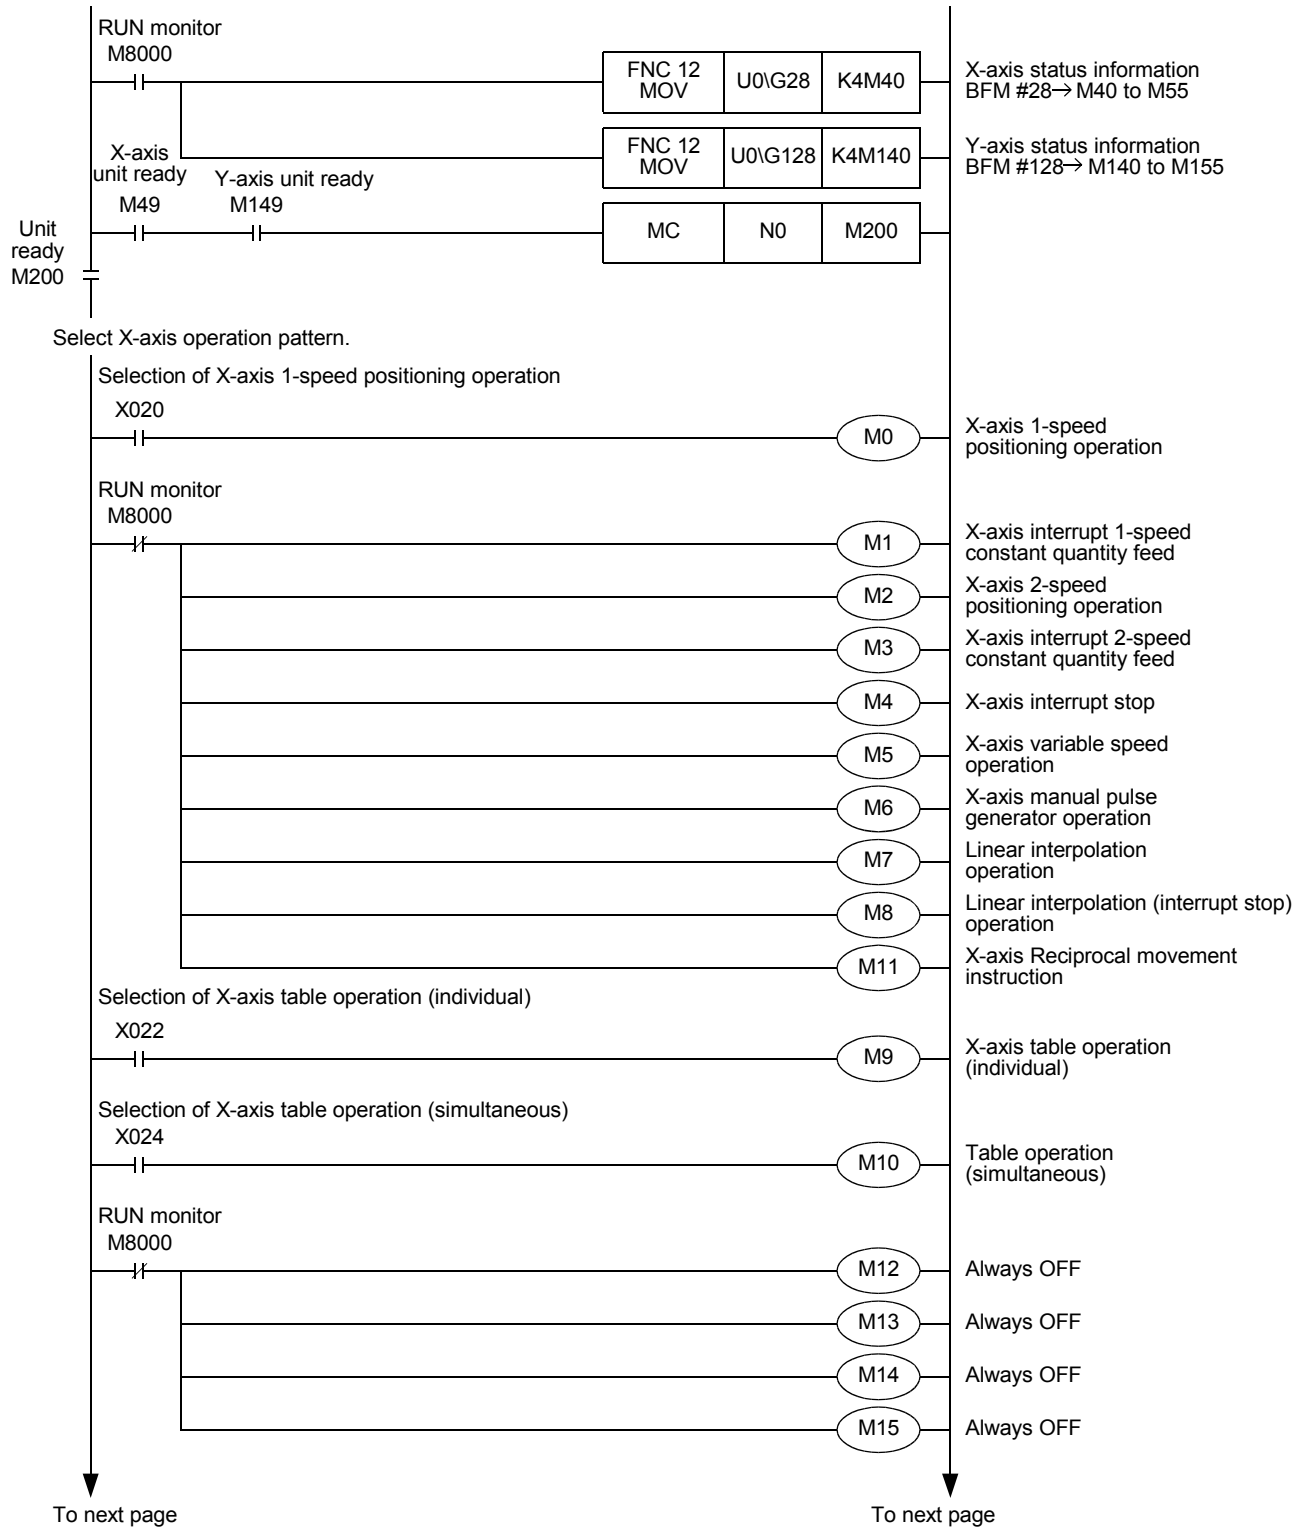 RUN monitor
M8000
FNC 12
MOV
U0\G28
K4M40
X-axis status information
BFM #28→ M40 to M55
FNC 12
MOV
U0\G128
K4M140
Y-axis status information
BFM #128→ M140 to M155
X-axis
unit ready
M49
Y-axis unit ready
M149
MC
N0
M200
Unit
ready
M200
Select X-axis operation pattern.
Selection of X-axis 1-speed positioning operation
X020
M0
X-axis 1-speed
positioning operation
RUN monitor
M8000
M1
X-axis interrupt 1-speed
constant quantity feed
M2
X-axis 2-speed
positioning operation
M3
X-axis interrupt 2-speed
constant quantity feed
M4
X-axis interrupt stop
M5
X-axis variable speed
operation
M6
X-axis manual pulse
generator operation
M7
Linear interpolation
operation
M8
Linear interpolation (interrupt stop)
operation
M11
X-axis Reciprocal movement
instruction
Selection of X-axis table operation (individual)
X022
M9
X-axis table operation
(individual)
Selection of X-axis table operation (simultaneous)
X024
M10
Table operation
(simultaneous)
RUN monitor
M8000
M12
Always OFF
M13
Always OFF
M14
Always OFF
M15
Always OFF
To next page
To next page